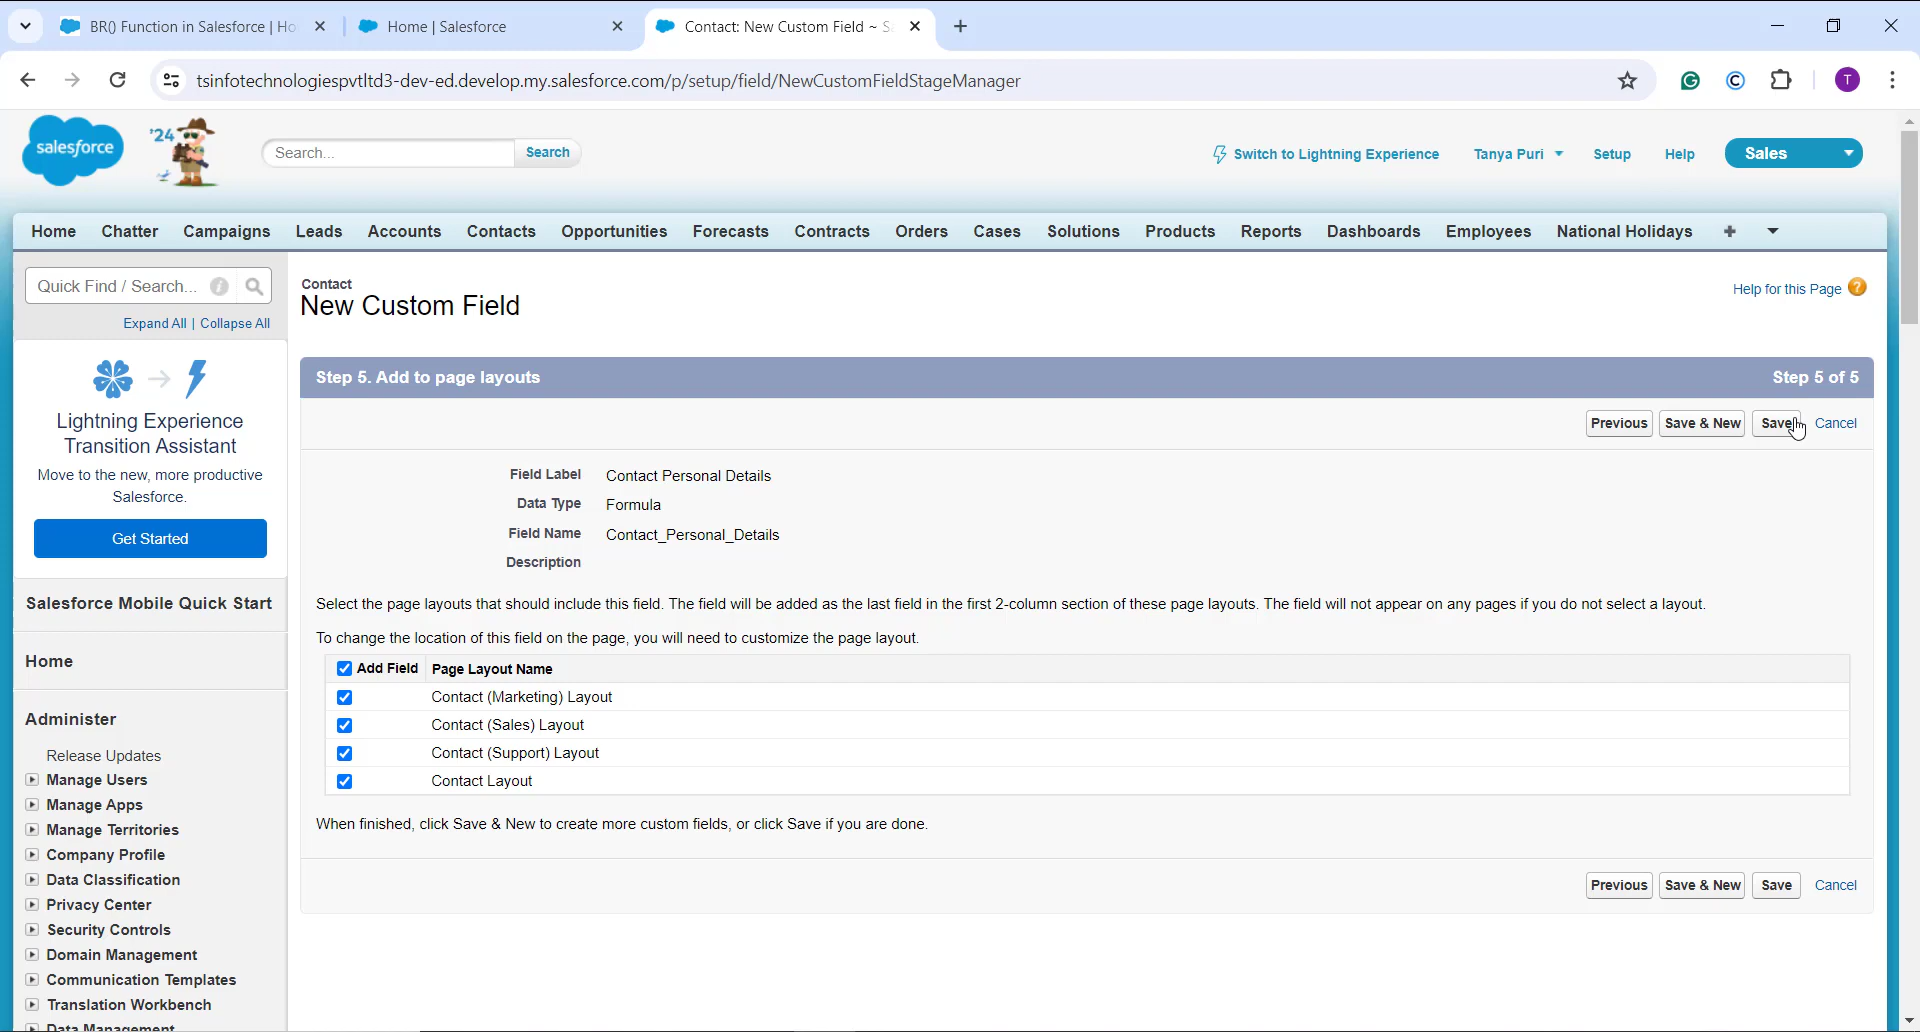 BR() Function in Salesforce | Ho
Home | Salesforce
Contact: New Custom Field ~ S
tsinfotechnologiespvtltd3-dev-ed.develop.my.salesforce.com/p/setup/field/NewCustomFieldStageManager
T
salesforce
'24
Search...
Search
Switch to Lightning Experience
Tanya Puri
Setup
Help
Sales
Home
Chatter
Campaigns
Leads
Accounts
Contacts
Opportunities
Forecasts
Contracts
Orders
Cases
Solutions
Products
Reports
Dashboards
Employees
National Holidays
Quick Find / Search...
Expand All | Collapse All
Lightning Experience
Transition Assistant
Move to the new, more productive
Salesforce.
Get Started
Salesforce Mobile Quick Start
Home
Administer
Release Updates
Manage Users
Manage Apps
Manage Territories
Company Profile
Data Classification
Privacy Center
Security Controls
Domain Management
Communication Templates
Translation Workbench
Data Management
Contact
New Custom Field
Help for this Page
Step 5. Add to page layouts
Step 5 of 5
Previous
Save & New
Save
Cancel
Field Label Contact Personal Details
Data Type Formula
Field Name Contact_Personal_Details
Description
Select the page layouts that should include this field. The field will be added as the last field in the first 2-column section of these page layouts. The field will not appear on any pages if you do not select a layout.
To change the location of this field on the page, you will need to customize the page layout.
Add Field Page Layout Name
Contact (Marketing) Layout
Contact (Sales) Layout
Contact (Support) Layout
Contact Layout
When finished, click Save & New to create more custom fields, or click Save if you are done.
Previous
Save & New
Save
Cancel